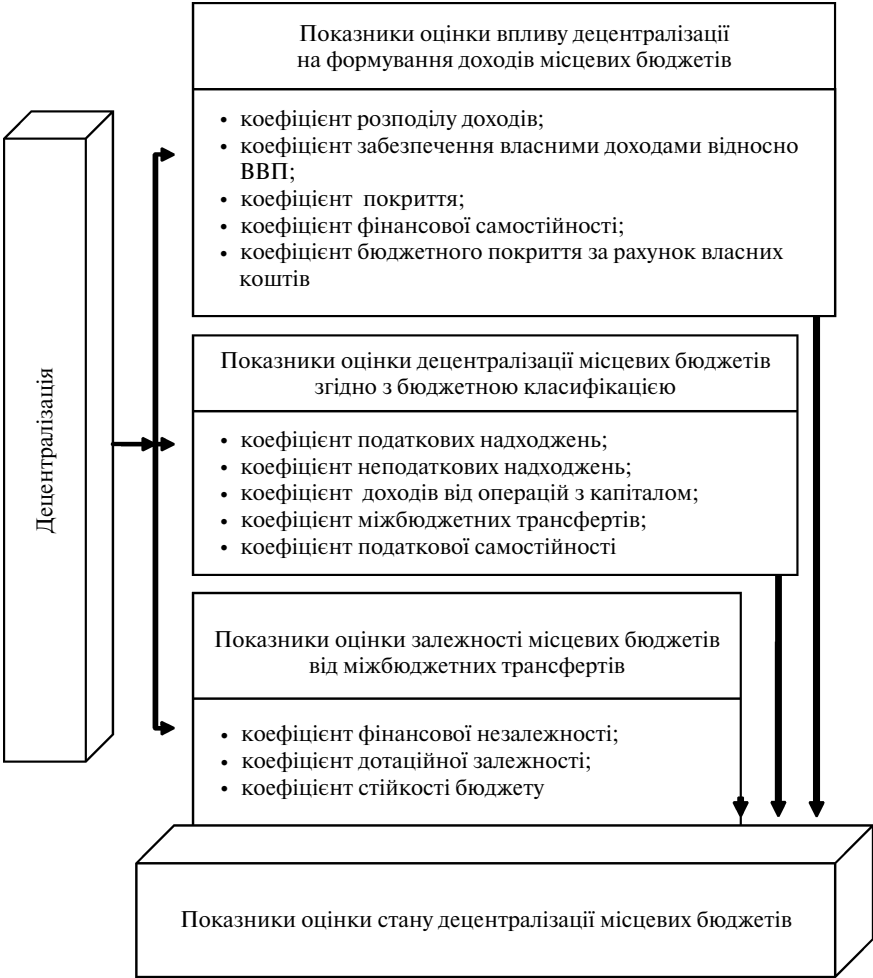 Показники оцінки впливу децентралізації
на формування доходів місцевих бюджетів
• коефіцієнт розподілу доходів;
• коефіцієнт забезпечення власними доходами відносно
ВВП;
• коефіцієнт покриття;
• коефіцієнт фінансової самостійності;
• коефіцієнт бюджетного покриття за рахунок власних
коштів
Децентралізація
Показники оцінки децентралізації місцевих бюджетів
згідно з бюджетною класифікацією
• коефіцієнт податкових надходжень;
• коефіцієнт неподаткових надходжень;
• коефіцієнт доходів від операцій з капіталом;
• коефіцієнт міжбюджетних трансфертів;
• коефіцієнт податкової самостійності
Показники оцінки залежності місцевих бюджетів
від міжбюджетних трансфертів
• коефіцієнт фінансової незалежності;
• коефіцієнт дотаційної залежності;
• коефіцієнт стійкості бюджету
Показники оцінки стану децентралізації місцевих бюджетів